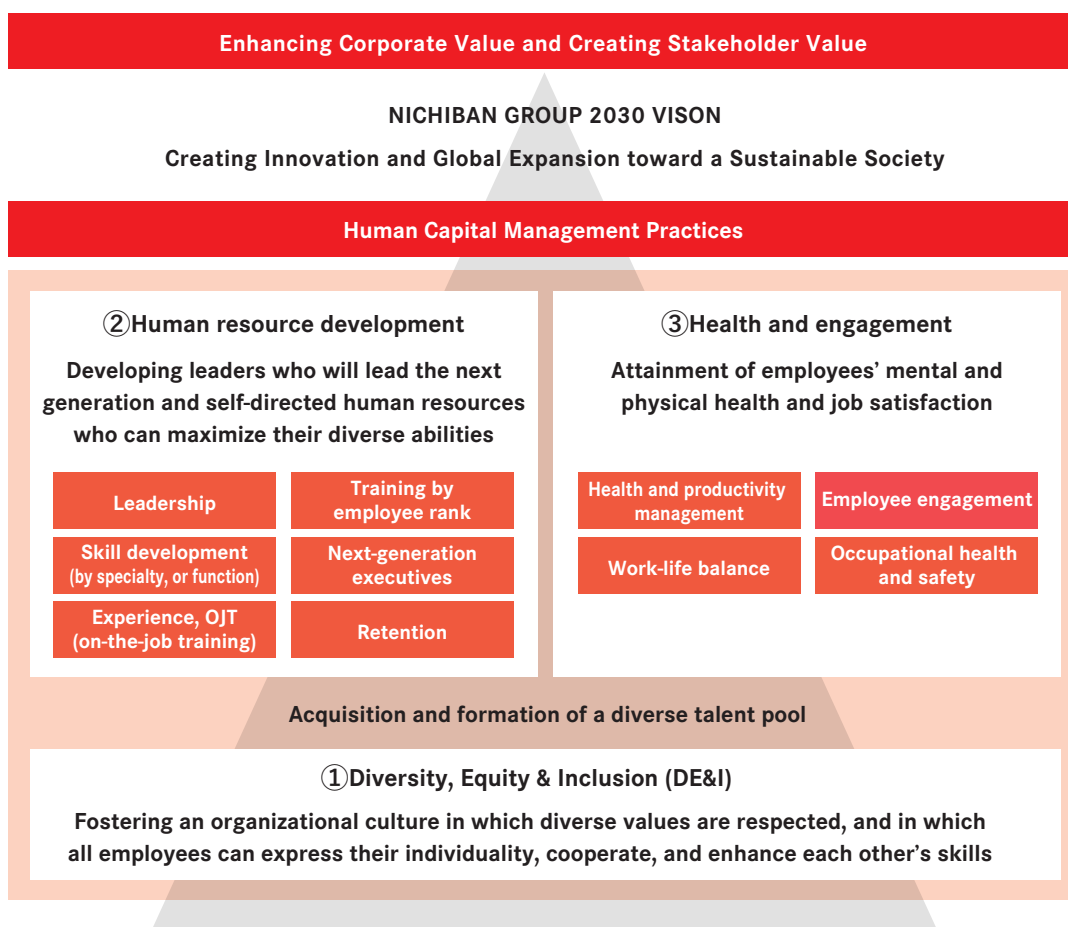 Enhancing Corporate Value and Creating Stakeholder Value
NICHIBAN GROUP 2030 VISON
Creating Innovation and Global Expansion toward a Sustainable Society
Human Capital Management Practices
②Human resource development
Developing leaders who will lead the next
generation and self-directed human resources
who can maximize their diverse abilities
Leadership
Training by
employee rank
Skill development
(by specialty, or function)
Next-generation
executives
Experience, OJT
(on-the-job training)
Retention
③Health and engagement
Attainment of employees’ mental and
physical health and job satisfaction
Health and productivity
management
Employee engagement
Work-life balance
Occupational health
and safety
Acquisition and formation of a diverse talent pool
①Diversity, Equity & Inclusion (DE&I)
Fostering an organizational culture in which diverse values are respected, and in which
all employees can express their individuality, cooperate, and enhance each other’s skills